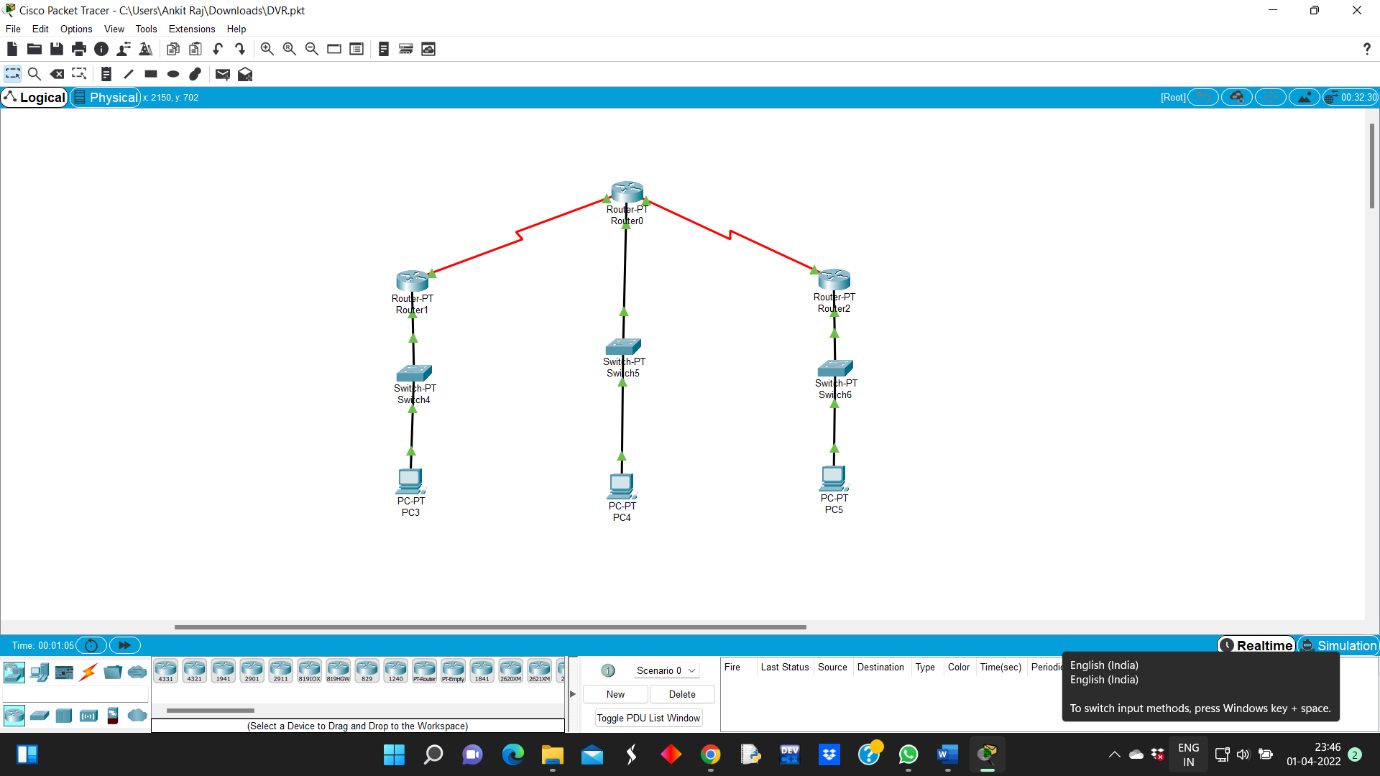 Cisco Packet Tracer - C:\Users\Ankit Raj\Downloads\DVR.pkt
File Edit Options View Tools Extensions Help
?
Logical Physical x: 2150, y: 702 [Root] 00:32:30
Router-PT
Router0
Router-PT
Router1
Router-PT
Router2
Switch-PT
Switch5
Switch-PT
Switch4
Switch-PT
Switch6
PC-PT
PC3
PC-PT
PC4
PC-PT
PC5
Time: 00:01:05 Realtime Simulation
4331 4321 1941 2901 2911 819IOX 819HGW 829 1240 PT-Router PT-Empty 1841 2620XM 2621XM
(Select a Device to Drag and Drop to the Workspace)
Scenario 0
New Delete
Toggle PDU List Window
Fire Last Status Source Destination Type Color Time(sec) Periodic
English (India)
English (India)
To switch input methods, press Windows key + space.
DEV
ENG
IN
23:46
01-04-2022
2